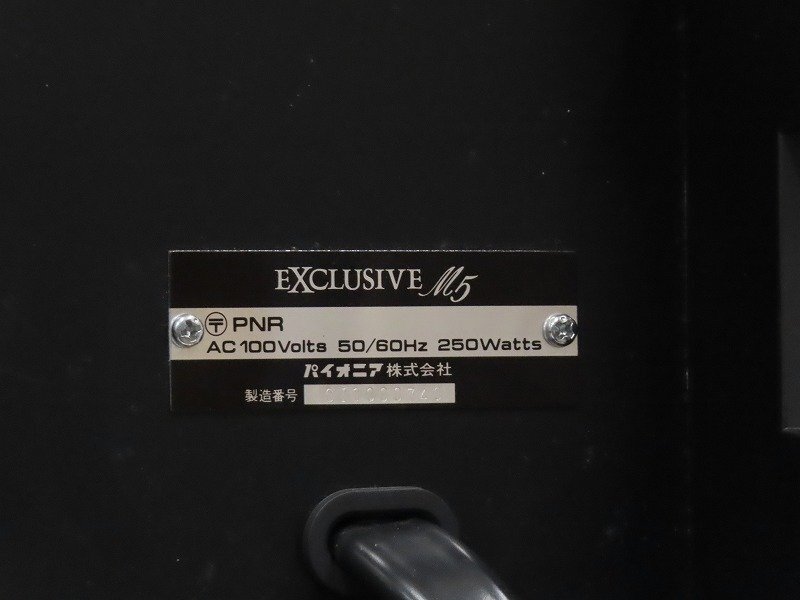 EXCLUSIVE M5
〒 PNR
AC 100Volts 50/60Hz 250Watts
パイオニア株式会社
製造番号